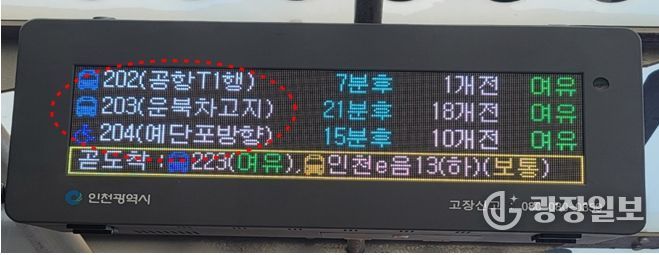 202(공항T1행) 7분후 1개전 여유
203(운북차고지) 21분후 18개전 여유
204(예단포방향) 15분후 10개전 여유
곧도착 : 223(여유), 인천e음13(하)(보통)
인천광역시 고장신고 :
광장일보